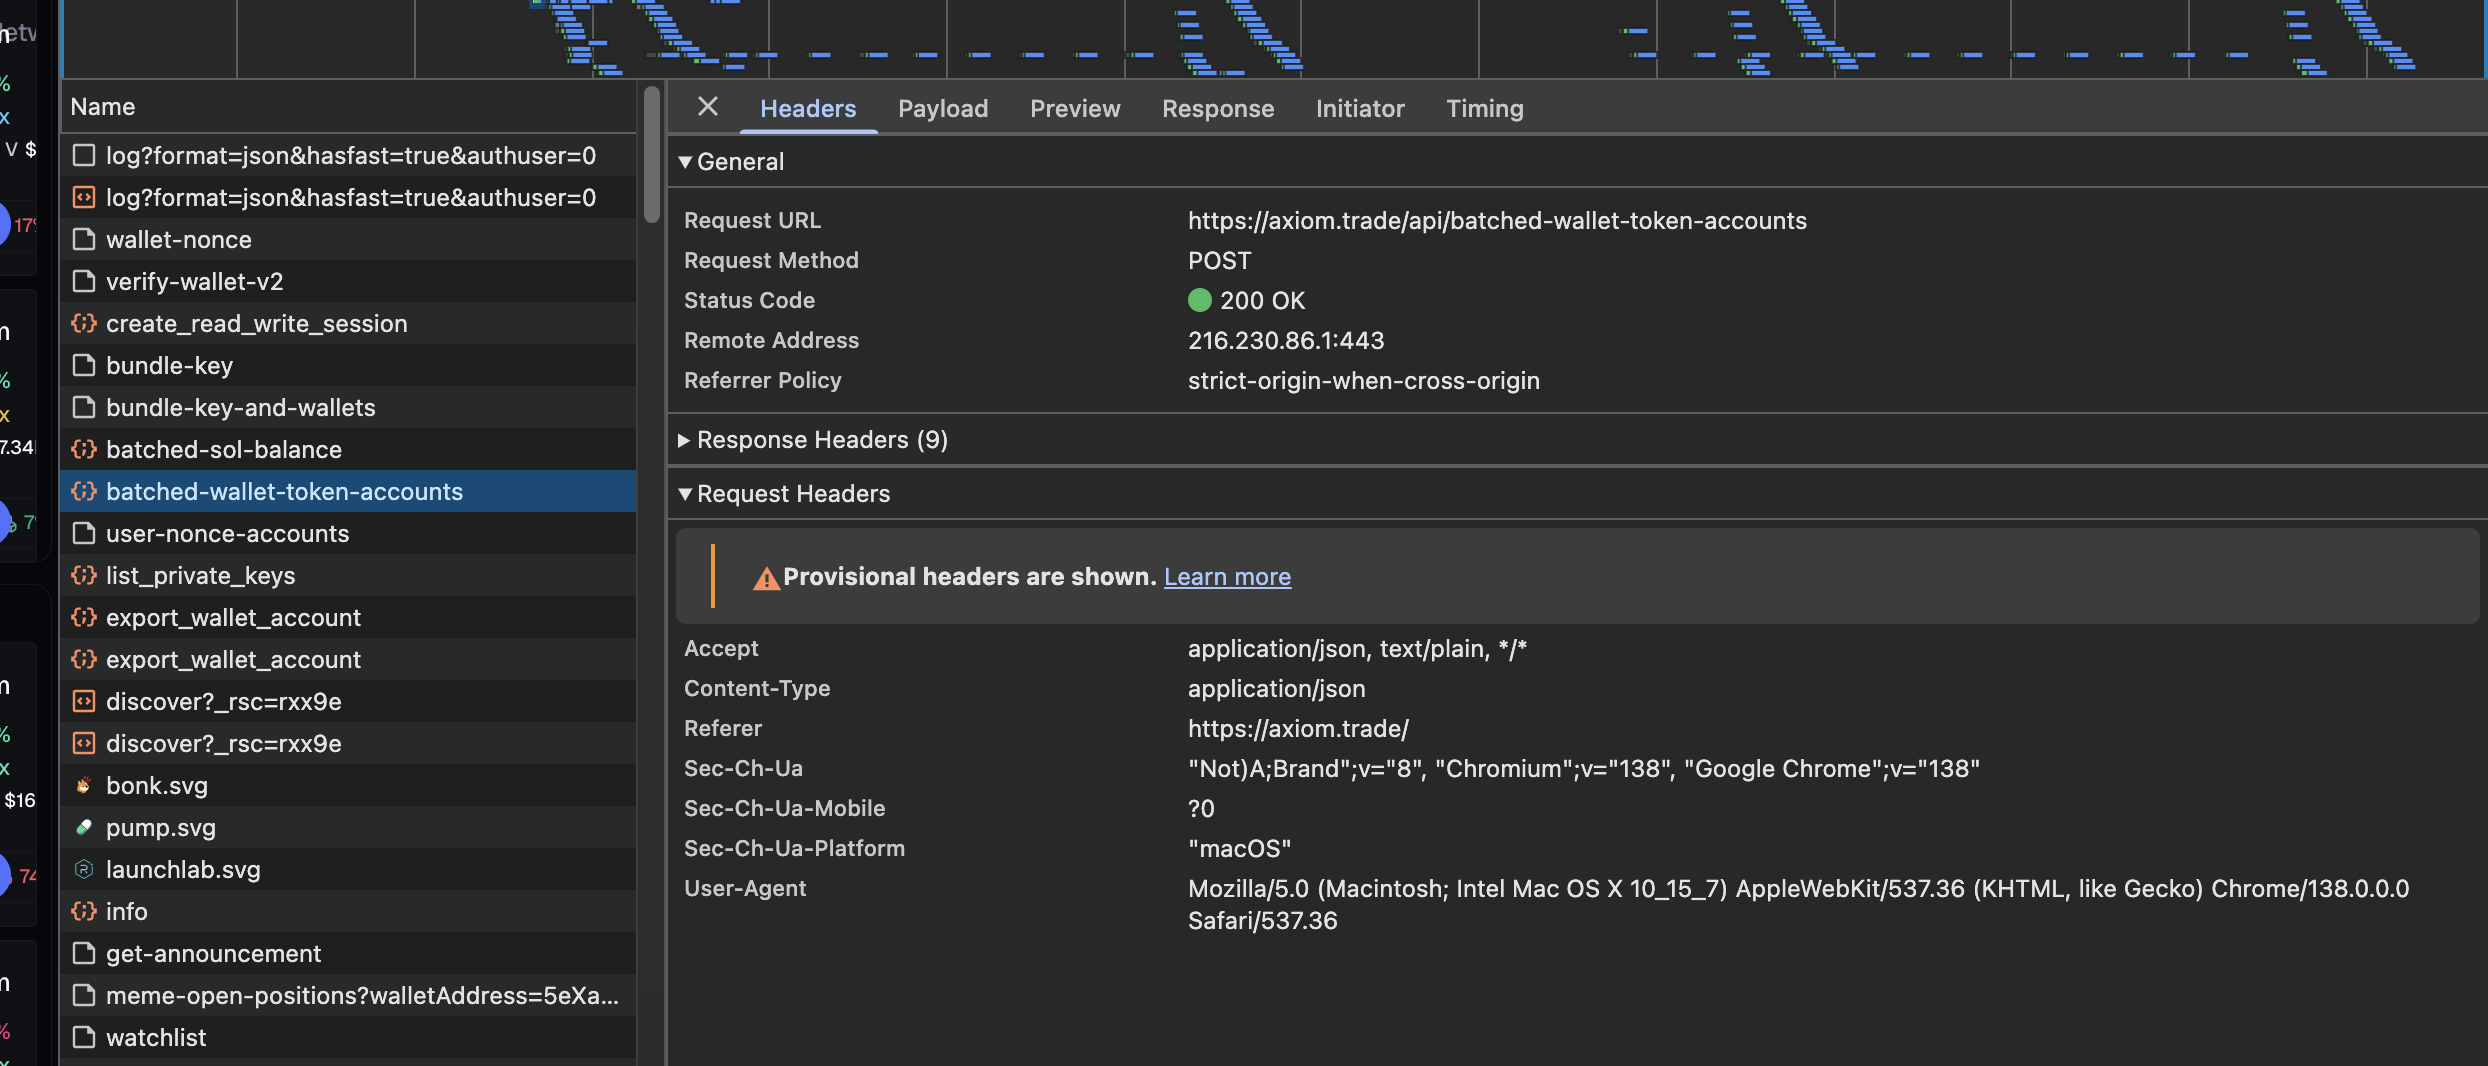 Name
log?format=json&hasfast=true&authuser=0
log?format=json&hasfast=true&authuser=0
wallet-nonce
verify-wallet-v2
create_read_write_session
bundle-key
bundle-key-and-wallets
batched-sol-balance
batched-wallet-token-accounts
user-nonce-accounts
list_private_keys
export_wallet_account
export_wallet_account
discover?_rsc=rxx9e
discover?_rsc=rxx9e
bonk.svg
pump.svg
launchlab.svg
info
get-announcement
meme-open-positions?walletAddress=5eXa...
watchlist
Headers Payload Preview Response Initiator Timing
General
Request URL https://axiom.trade/api/batched-wallet-token-accounts
Request Method POST
Status Code 200 OK
Remote Address 216.230.86.1:443
Referrer Policy strict-origin-when-cross-origin
Response Headers (9)
Request Headers
Provisional headers are shown. Learn more
Accept application/json, text/plain, */*
Content-Type application/json
Referer https://axiom.trade/
Sec-Ch-Ua "Not)A;Brand";v="8", "Chromium";v="138", "Google Chrome";v="138"
Sec-Ch-Ua-Mobile ?0
Sec-Ch-Ua-Platform "macOS"
User-Agent Mozilla/5.0 (Macintosh; Intel Mac OS X 10_15_7) AppleWebKit/537.36 (KHTML, like Gecko) Chrome/138.0.0.0
Safari/537.36
V $
17%
7.34
$16
74